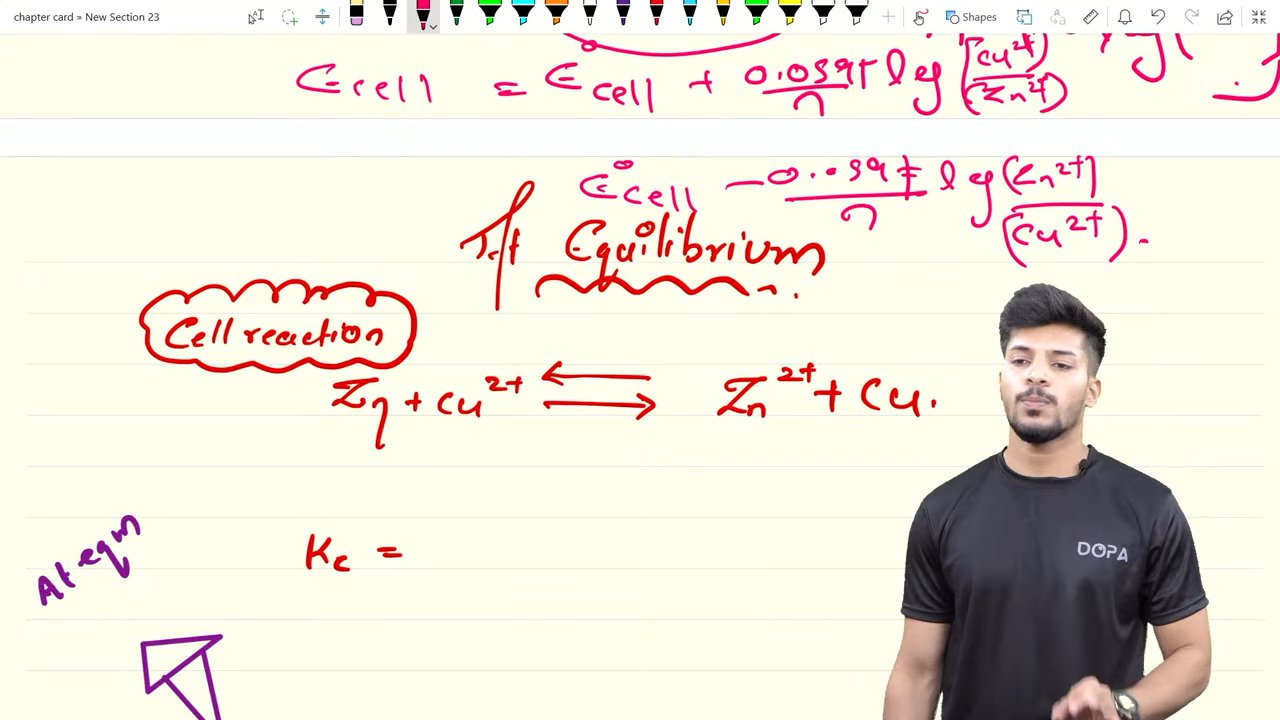 chapter card » New Section 23
Shapes
Ecell = E°cell + 0.0591/n log [Cu²⁺]/[Zn²⁺]
E°cell - 0.0591/n log [Zn²⁺]/[Cu²⁺].
Equilibrium
Cell reaction
Zn + Cu²⁺ ⇌ Zn²⁺ + Cu.
At eqm
Kc =
DOPA